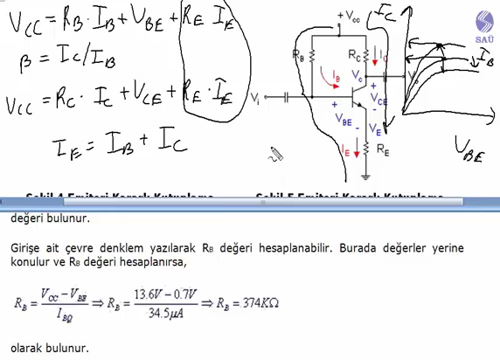 V_CC = R_B · I_B + V_BE + R_E I_E
β = I_C / I_B
V_CC = R_C · I_C + V_CE + R_E · I_E
I_E = I_B + I_C
+V_CC
R_B
R_C
I_C
I_B
V_C
V_i
+
V_CE
-
+
V_BE
-
V_E
I_E
R_E
I_C
I_B
V_BE
SAÜ
Şekil 4 Emiteri Kararlı Kutuplama
Şekil 5 Emiteri Kararlı Kutuplama
değeri bulunur.
Girişe ait çevre denklem yazılarak R_B değeri hesaplanabilir. Burada değerler yerine
konulur ve R_B değeri hesaplanırsa,
R_B = (V_CC − V_BE) / I_BQ ⇒ R_B = (13.6V − 0.7V) / 34.5μA ⇒ R_B = 374KΩ
olarak bulunur.